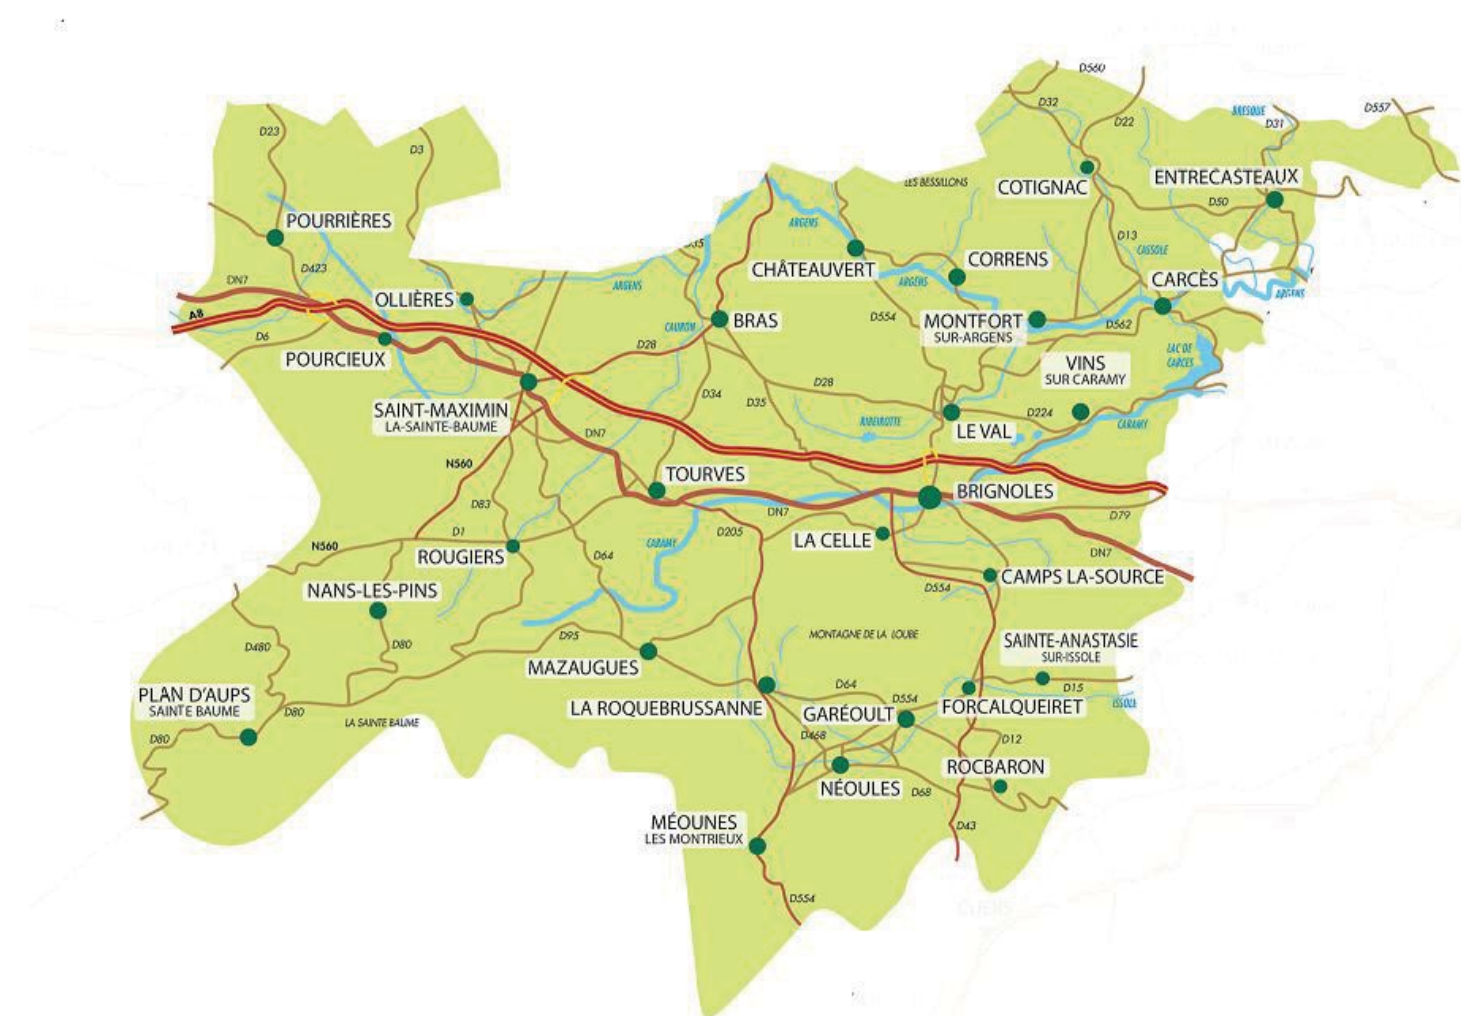 D560
D32
D557
BRESQUE
D22
D31
D23
D3
ENTRECASTEAUX
LES BESSILLONS
COTIGNAC
D50
POURRIÈRES
ARGENS
D13
D35
CASSOLE
CHÂTEAUVERT
CORRENS
D423
DN7
CARCÈS
ARGENS
ARGENS
ARGENS
OLLIÈRES
A8
D554
MONTFORT
SUR-ARGENS
D562
BRAS
CAURON
D6
POURCIEUX
D28
LAC DE
CARCES
VINS
SUR CARAMY
D28
D34
D35
SAINT-MAXIMIN
LA-SAINTE-BAUME
D224
RIBEIROTTE
CARAMY
LE VAL
DN7
N560
TOURVES
BRIGNOLES
D83
DN7
D79
D1
D205
LA CELLE
N560
ROUGIERS
CARAMY
D64
DN7
CAMPS LA-SOURCE
D554
NANS-LES-PINS
D95
MONTAGNE DE LA LOUBE
SAINTE-ANASTASIE
SUR-ISSOLE
D480
D80
MAZAUGUES
D64
D15
PLAN D'AUPS
SAINTE BAUME
D554
ISSOLE
LA ROQUEBRUSSANNE
GARÉOULT
FORCALQUEIRET
D80
LA SAINTE BAUME
D80
D468
D12
ROCBARON
NÉOULES
D68
MÉOUNES
LES MONTRIEUX
D43
D554
CUERS